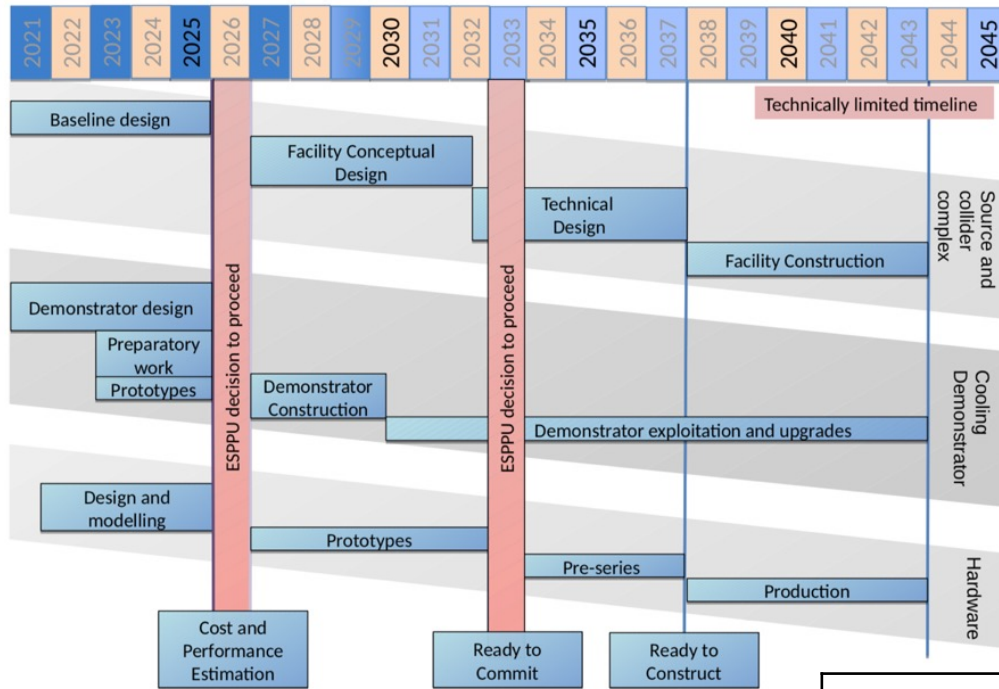 2021 2022 2023 2024 2025 2026 2027 2028 2029 2030 2031 2032 2033 2034 2035 2036 2037 2038 2039 2040 2041 2042 2043 2044 2045
Technically limited timeline
Baseline design
Facility Conceptual
Design
Technical
Design
Facility Construction
Source and
collider
complex
ESPPU decision to proceed
ESPPU decision to proceed
Demonstrator design
Preparatory
work
Prototypes
Demonstrator
Construction
Demonstrator exploitation and upgrades
Cooling
Demonstrator
Design and
modelling
Prototypes
Pre-series
Production
Hardware
Cost and
Performance
Estimation
Ready to
Commit
Ready to
Construct